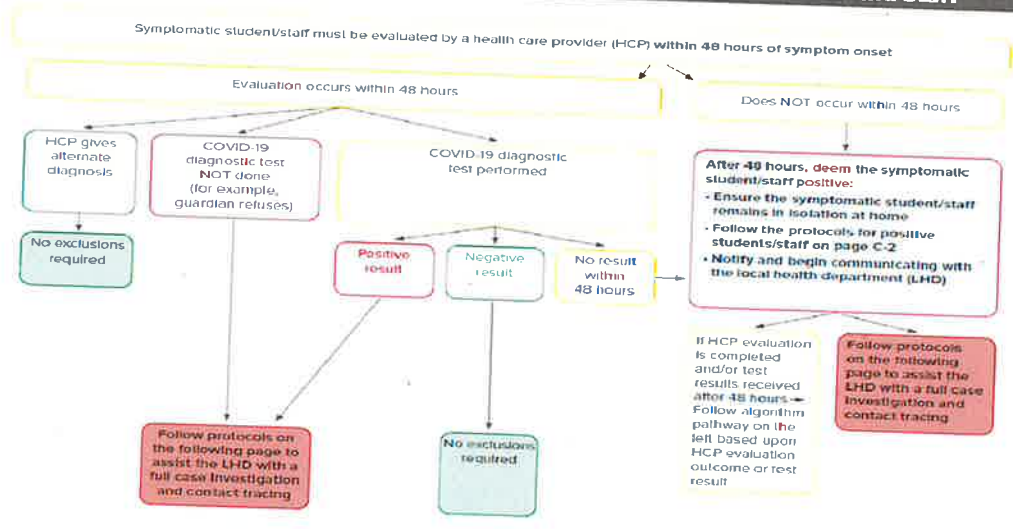 Symptomatic student/staff must be evaluated by a health care provider (HCP) within 48 hours of symptom onset
Evaluation occurs within 48 hours
Does NOT occur within 48 hours
HCP gives
alternate
diagnosis
COVID-19
diagnostic test
NOT done
(for example,
guardian refuses)
COVID-19 diagnostic
test performed
After 48 hours, deem the symptomatic
student/staff positive:
• Ensure the symptomatic student/staff
remains in isolation at home
• Follow the protocols for positive
students/staff on page C-2
• Notify and begin communicating with
the local health department (LHD)
No exclusions
required
Positive
result
Negative
result
No result
within
48 hours
If HCP evaluation
is completed
and/or test
results received
after 48 hours →
Follow algorithm
pathway on the
left based upon
HCP evaluation
outcome or test
result
Follow protocols
on the following
page to assist the
LHD with a full case
investigation and
contact tracing
Follow protocols on
the following page to
assist the LHD with a
full case investigation
and contact tracing
No exclusions
required